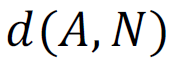 d(A, N)